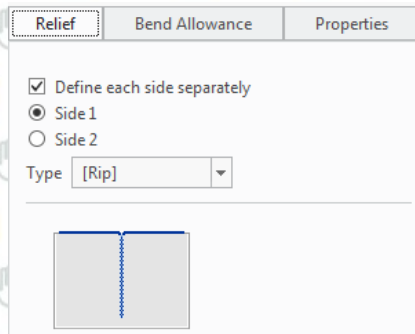 Relief Bend Allowance Properties
Define each side separately
Side 1
Side 2
Type [Rip]